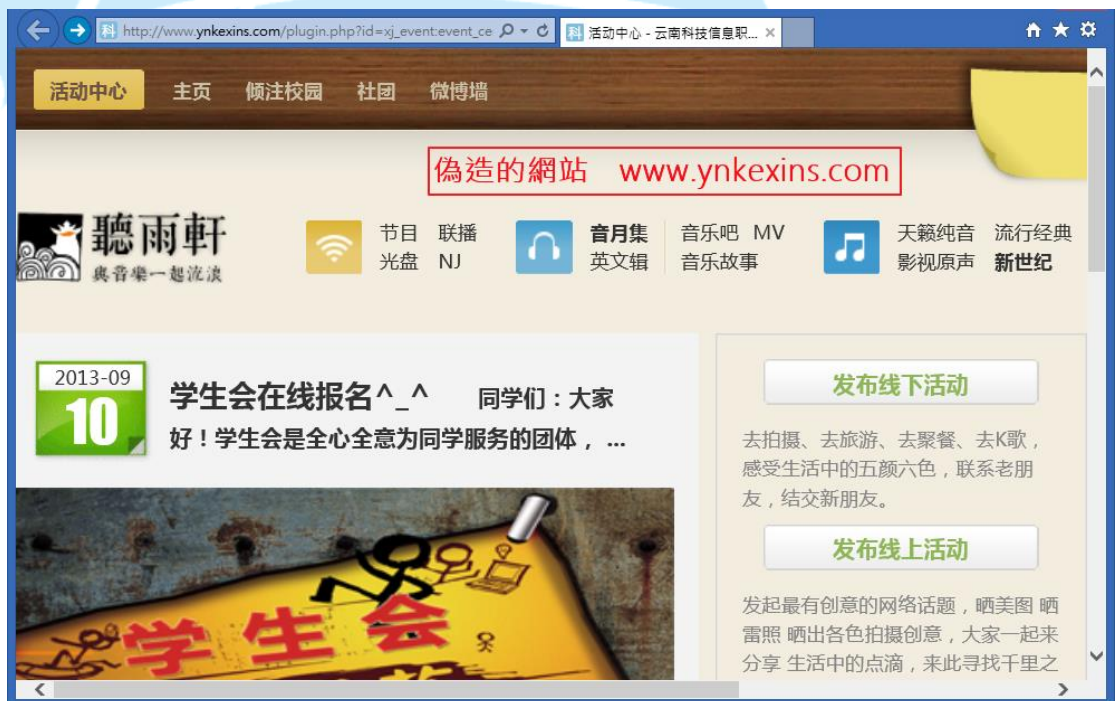 http://www.ynkexins.com/plugin.php?id=xj_event:event_ce
活动中心 - 云南科技信息职...
活动中心 主页 倾注校园 社团 微博墙
偽造的網站 www.ynkexins.com
聽雨軒
與音樂一起流浪
节目 联播
光盘 NJ
音月集
英文辑
音乐吧 MV
音乐故事
天籁纯音 流行经典
影视原声 新世纪
2013-09
10
学生会在线报名^_^ 同学们：大家
好！学生会是全心全意为同学服务的团体，...
学生会
发布线下活动
去拍摄、去旅游、去聚餐、去K歌，
感受生活中的五颜六色，联系老朋
友，结交新朋友。
发布线上活动
发起最有创意的网络话题，晒美图 晒
雷照 晒出各色拍摄创意，大家一起来
分享 生活中的点滴，来此寻找千里之